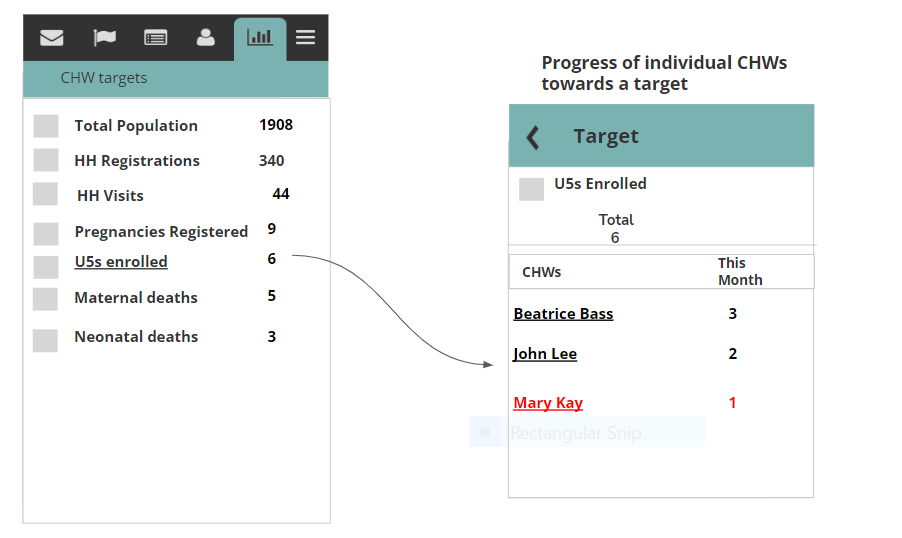 CHW targets
Total Population 1908
HH Registrations 340
HH Visits 44
Pregnancies Registered 9
U5s enrolled 6
Maternal deaths 5
Neonatal deaths 3
Progress of individual CHWs
towards a target
Target
U5s Enrolled
Total
6
CHWs This
Month
Beatrice Bass 3
John Lee 2
Mary Kay 1
Rectangular Snip